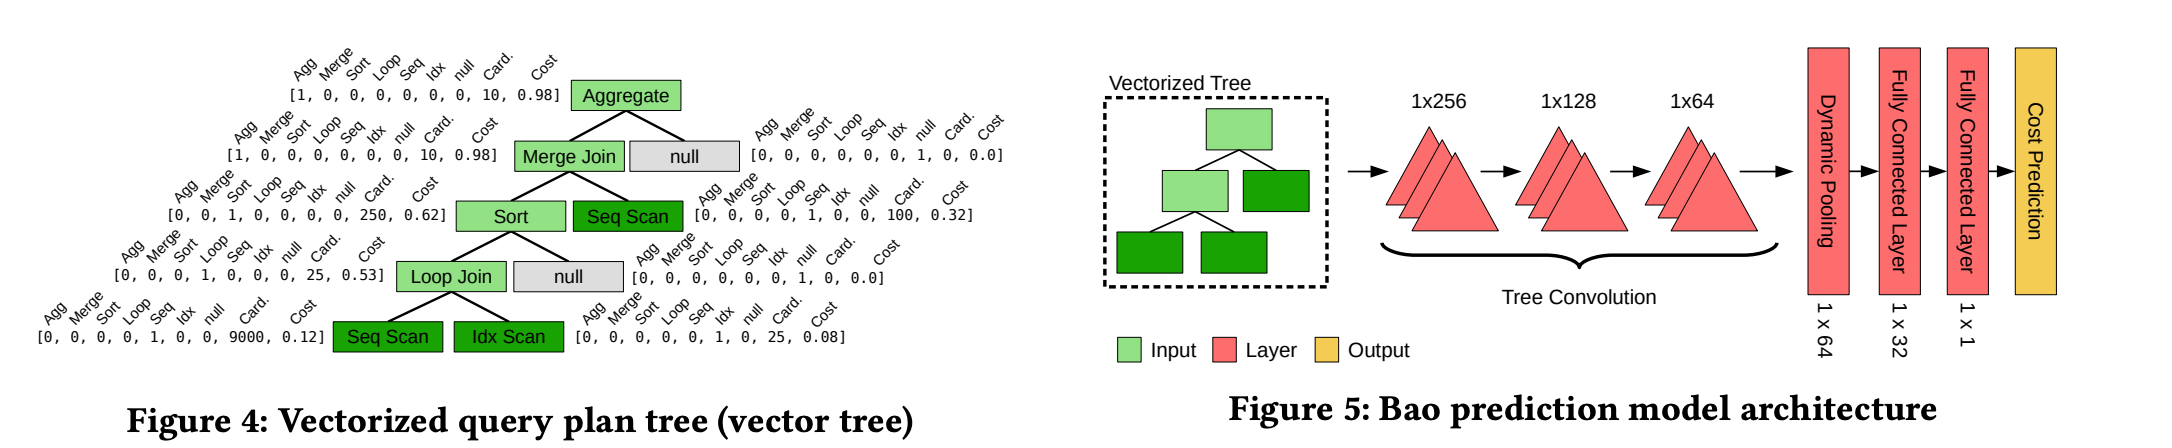 Agg Merge Sort Loop Seq Idx null Card. Cost
[1, 0, 0, 0, 0, 0, 0, 10, 0.98]
Aggregate
Agg Merge Sort Loop Seq Idx null Card. Cost
[1, 0, 0, 0, 0, 0, 0, 10, 0.98]
Merge Join
null
Agg Merge Sort Loop Seq Idx null Card. Cost
[0, 0, 0, 0, 0, 0, 1, 0, 0.0]
Agg Merge Sort Loop Seq Idx null Card. Cost
[0, 0, 1, 0, 0, 0, 0, 250, 0.62]
Sort
Seq Scan
Agg Merge Sort Loop Seq Idx null Card. Cost
[0, 0, 0, 0, 1, 0, 0, 100, 0.32]
Agg Merge Sort Loop Seq Idx null Card. Cost
[0, 0, 0, 1, 0, 0, 0, 25, 0.53]
Loop Join
null
Agg Merge Sort Loop Seq Idx null Card. Cost
[0, 0, 0, 0, 0, 0, 1, 0, 0.0]
Agg Merge Sort Loop Seq Idx null Card. Cost
[0, 0, 0, 0, 1, 0, 0, 9000, 0.12]
Seq Scan
Idx Scan
Agg Merge Sort Loop Seq Idx null Card. Cost
[0, 0, 0, 0, 0, 1, 0, 25, 0.08]
Figure 4: Vectorized query plan tree (vector tree)
Vectorized Tree
1x256
1x128
1x64
Tree Convolution
Dynamic Pooling
1 x 64
Fully Connected Layer
1 x 32
Fully Connected Layer
1 x 1
Cost Prediction
Input
Layer
Output
Figure 5: Bao prediction model architecture